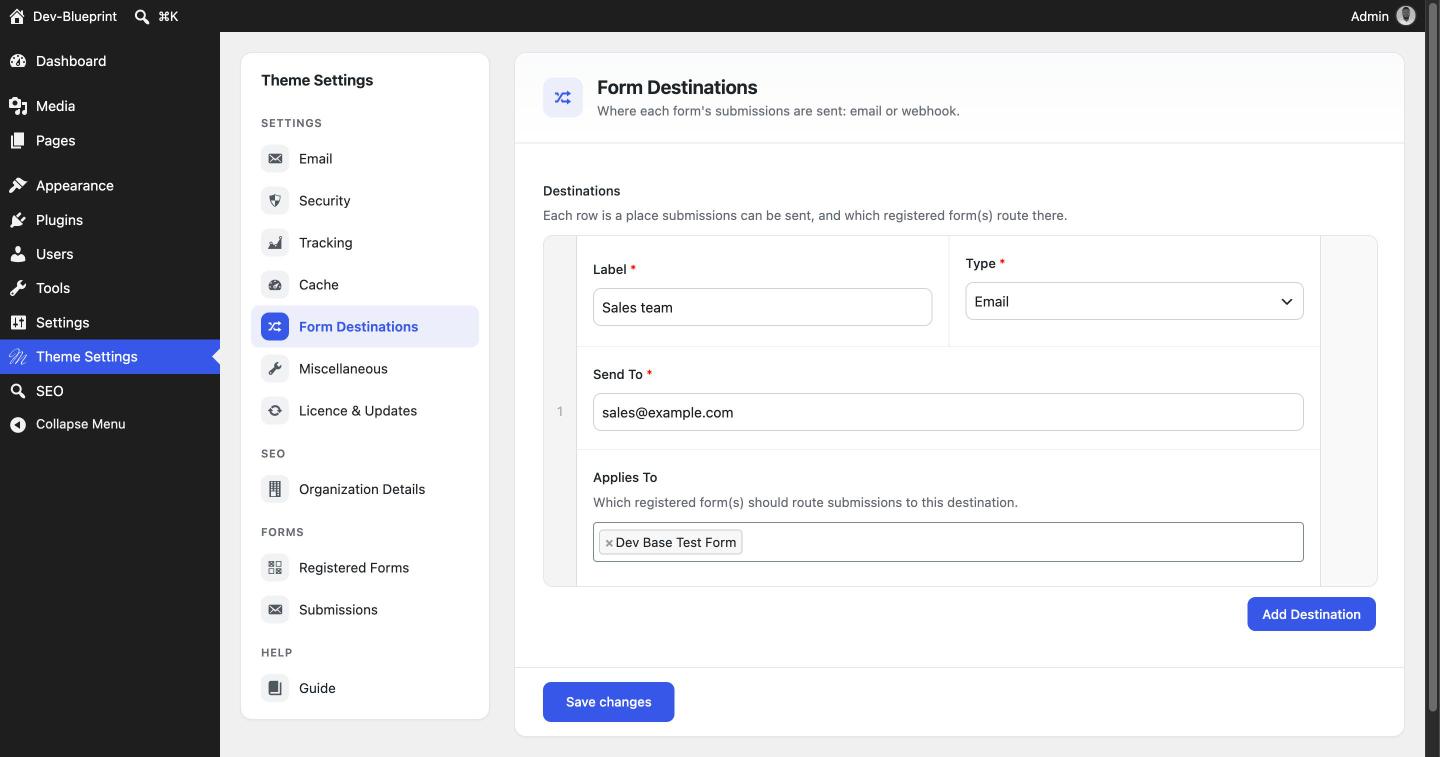 Dev-Blueprint
⌘K
Admin
Dashboard
Media
Pages
Appearance
Plugins
Users
Tools
Settings
Theme Settings
SEO
Collapse Menu
Theme Settings
SETTINGS
Email
Security
Tracking
Cache
Form Destinations
Miscellaneous
Licence & Updates
SEO
Organization Details
FORMS
Registered Forms
Submissions
HELP
Guide
Form Destinations
Where each form's submissions are sent: email or webhook.
Destinations
Each row is a place submissions can be sent, and which registered form(s) route there.
1
Label *
Sales team
Type *
Email
Send To *
sales@example.com
Applies To
Which registered form(s) should route submissions to this destination.
× Dev Base Test Form
Add Destination
Save changes